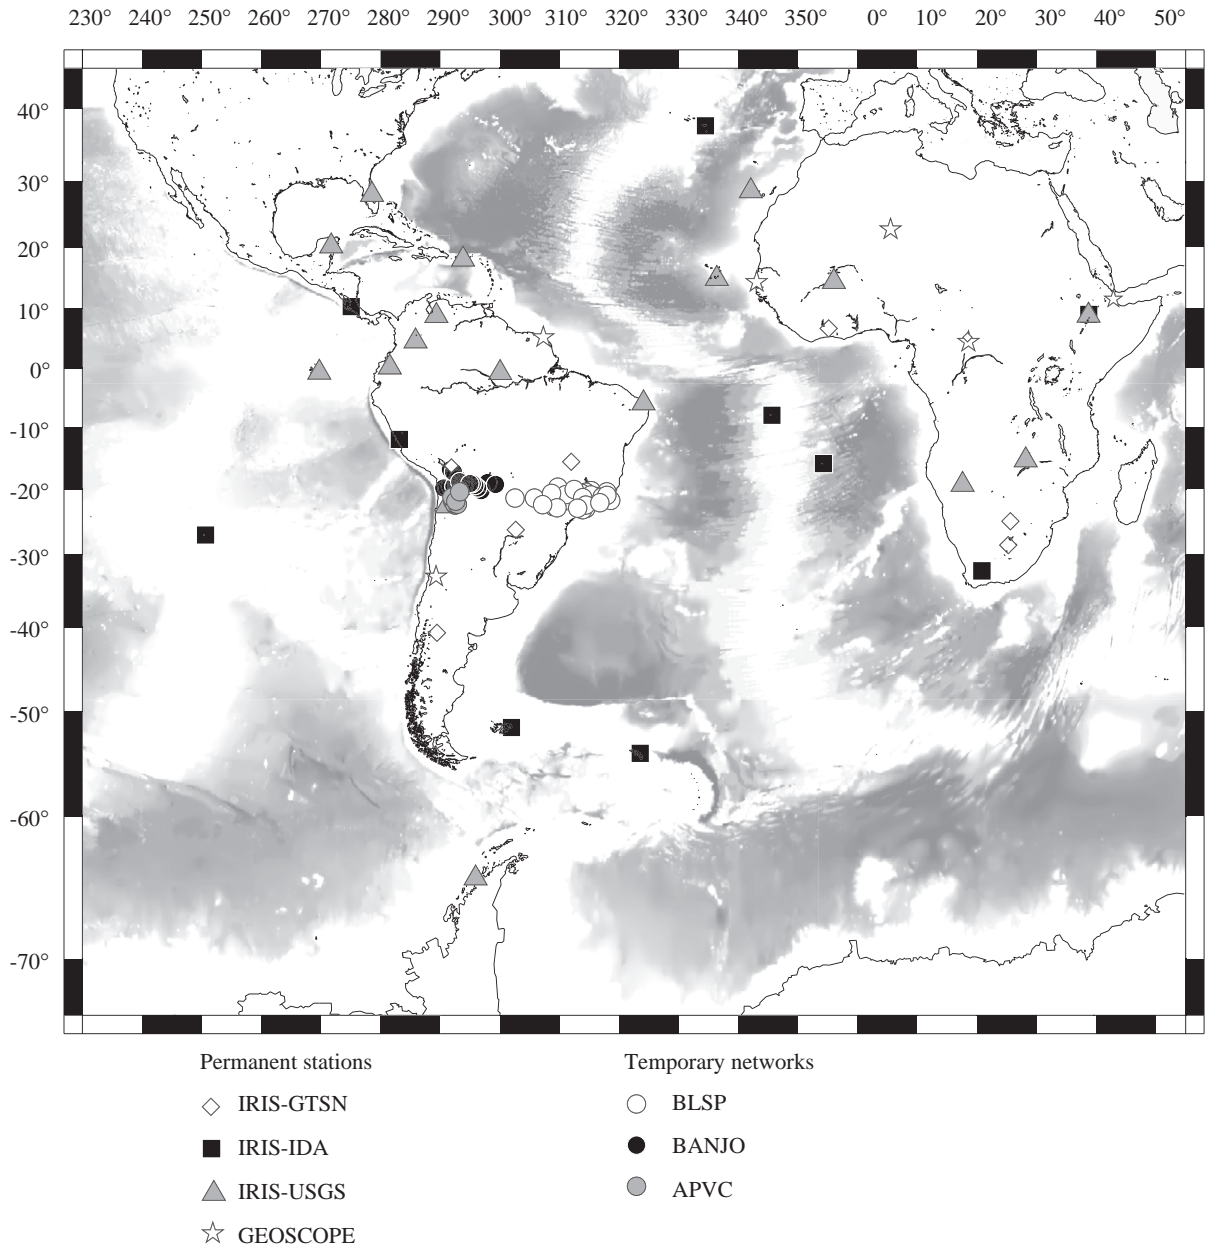 230° 240° 250° 260° 270° 280° 290° 300° 310° 320° 330° 340° 350° 0° 10° 20° 30° 40° 50°
40°
30°
20°
10°
0°
-10°
-20°
-30°
-40°
-50°
-60°
-70°
Permanent stations
IRIS-GTSN
IRIS-IDA
IRIS-USGS
GEOSCOPE
Temporary networks
BLSP
BANJO
APVC